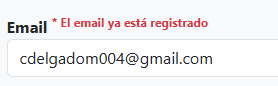 Email * El email ya está registrado
cdelgadom004@gmail.com